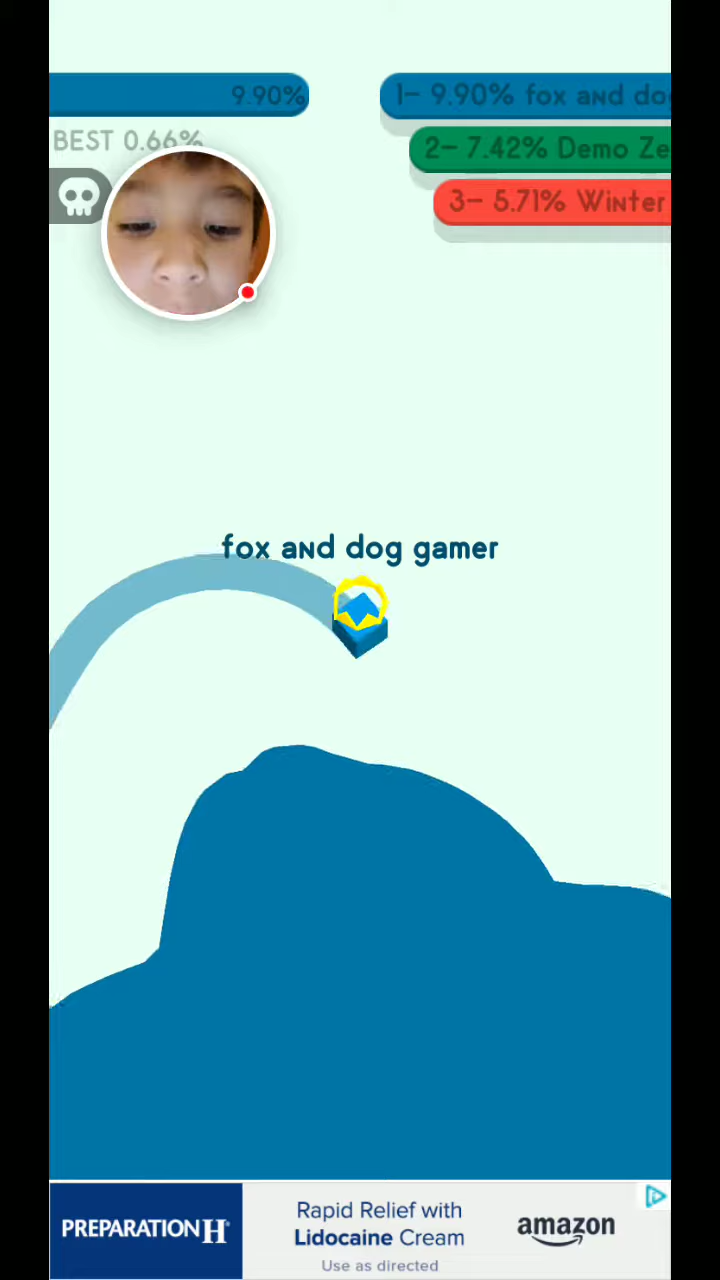 9.90%
1- 9.90% fox and dog
BEST 0.66%
2- 7.42% Demo Ze
3- 5.71% Winter
fox and dog gamer
PREPARATION H®
Rapid Relief with
Lidocaine Cream
Use as directed
amazon